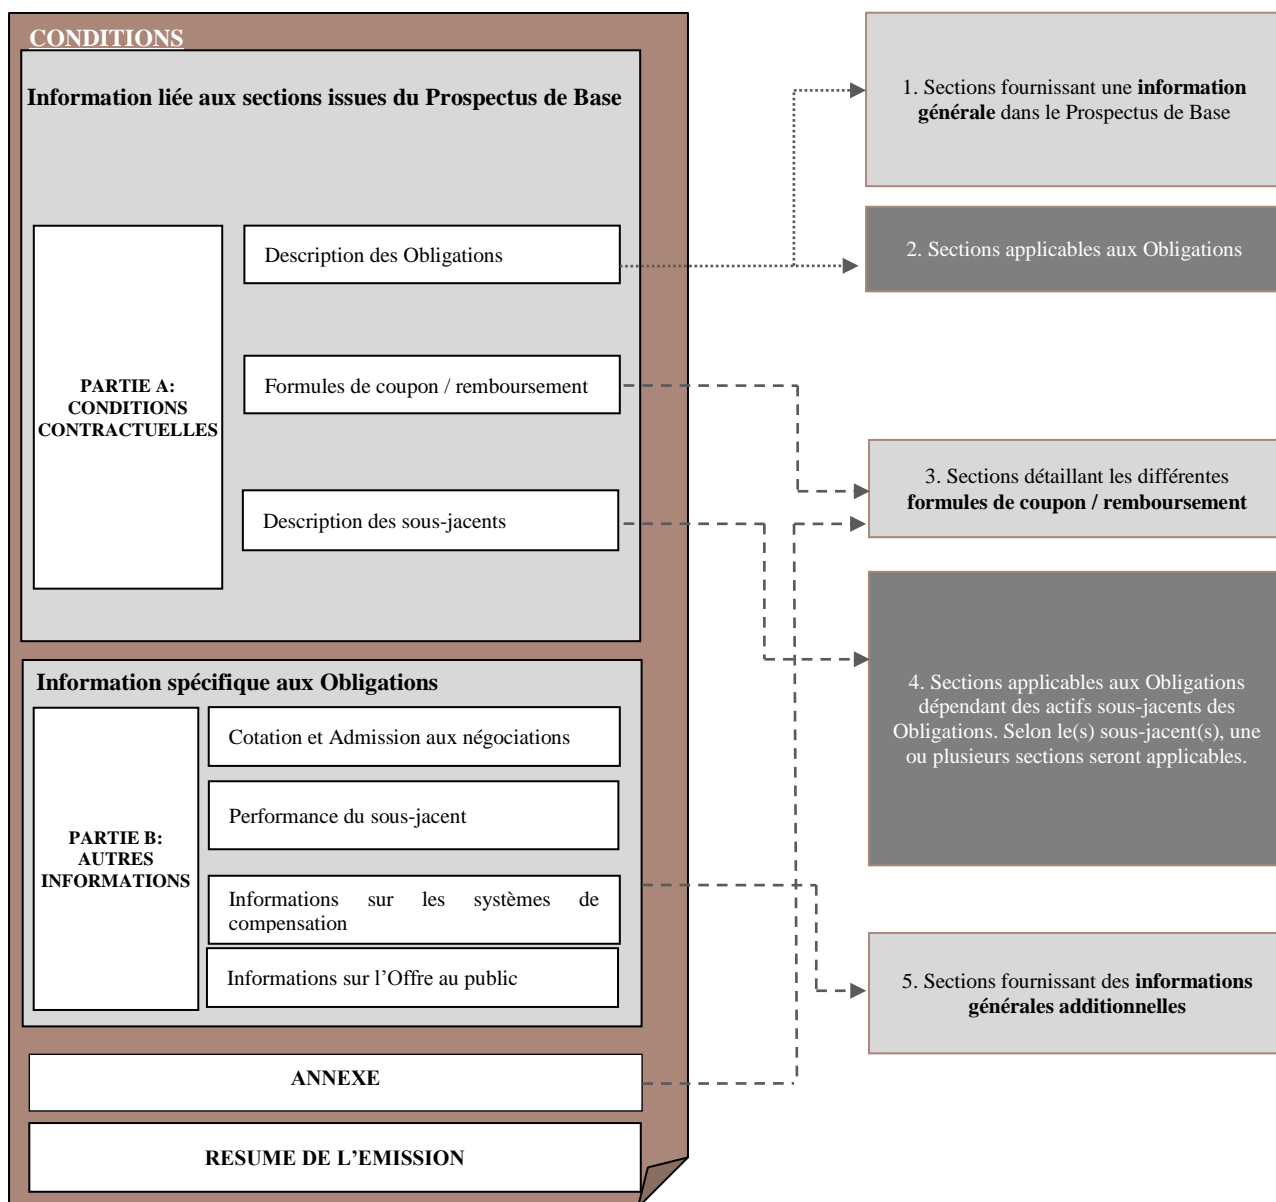 CONDITIONS
Information liée aux sections issues du Prospectus de Base
PARTIE A:
CONDITIONS
CONTRACTUELLES
Description des Obligations
Formules de coupon / remboursement
Description des sous-jacents
Information spécifique aux Obligations
PARTIE B:
AUTRES
INFORMATIONS
Cotation et Admission aux négociations
Performance du sous-jacent
Informations sur les systèmes de
compensation
Informations sur l’Offre au public
ANNEXE
RESUME DE L’EMISSION
1. Sections fournissant une information
générale dans le Prospectus de Base
2. Sections applicables aux Obligations
3. Sections détaillant les différentes
formules de coupon / remboursement
4. Sections applicables aux Obligations
dépendant des actifs sous-jacents des
Obligations. Selon le(s) sous-jacent(s), une
ou plusieurs sections seront applicables.
5. Sections fournissant des informations
générales additionnelles